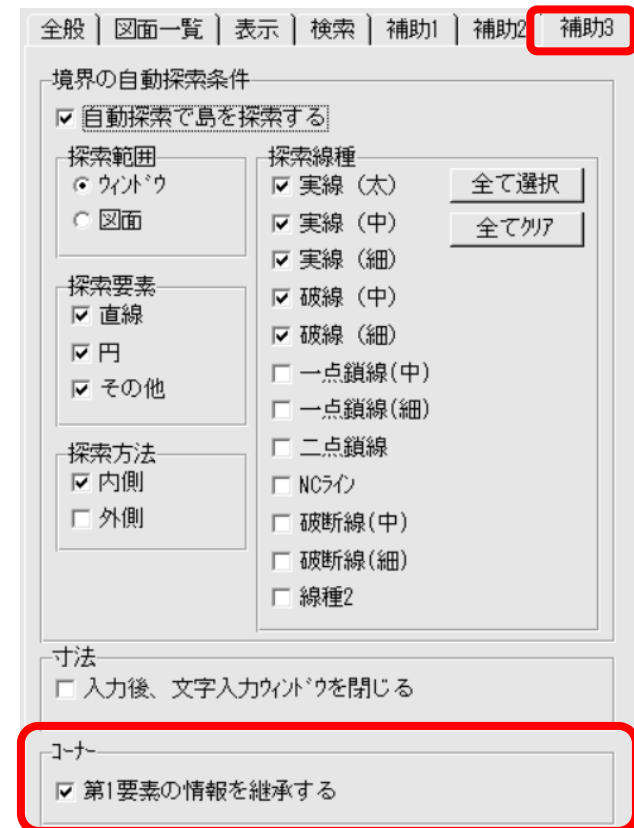 全般 図面一覧 表示 検索 補助1 補助2 補助3
境界の自動探索条件
自動探索で島を探索する
探索範囲
ウィンドウ
図面
探索要素
直線
円
その他
探索方法
内側
外側
探索線種
実線（太）
実線（中）
実線（細）
破線（中）
破線（細）
一点鎖線(中)
一点鎖線(細)
二点鎖線
NCライン
破断線(中)
破断線(細)
線種2
全て選択
全てクリア
寸法
入力後、文字入力ウィンドウを閉じる
コーナー
第1要素の情報を継承する